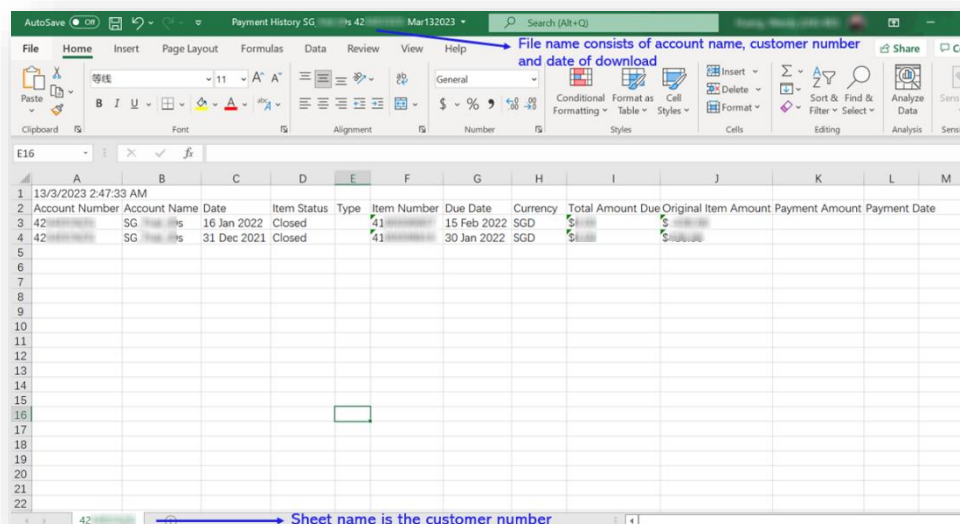 AutoSave Off Payment History SG s 42 Mar132023 Search (Alt+Q)
File Home Insert Page Layout Formulas Data Review View Help Share
File name consists of account name, customer number
and date of download
Paste
等线 11 A^ Aˇ General Insert
B I U A ab $ % 9 Conditional Format as Cell Delete Sort & Find & Analyze
Formatting Table Styles Format Filter Select Data
Clipboard Font Alignment Number Styles Cells Editing Analysis
E16 fx
A B C D E F G H I J K L M
1 13/3/2023 2:47:33 AM
2 Account Number Account Name Date Item Status Type Item Number Due Date Currency Total Amount Due Original Item Amount Payment Amount Payment Date
3 42 SG s 16 Jan 2022 Closed 41 15 Feb 2022 SGD $ $
4 42 SG s 31 Dec 2021 Closed 41 30 Jan 2022 SGD $ $
5
6
7
8
9
10
11
12
13
14
15
16
17
18
19
20
21
22
42 Sheet name is the customer number